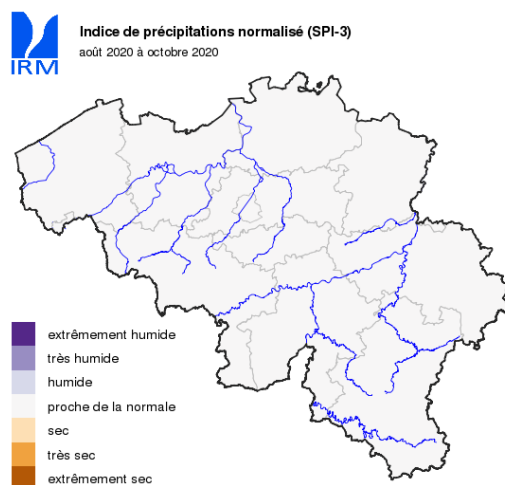 Indice de précipitations normalisé (SPI-3)
août 2020 à octobre 2020
IRM
extrêmement humide
très humide
humide
proche de la normale
sec
très sec
extrêmement sec